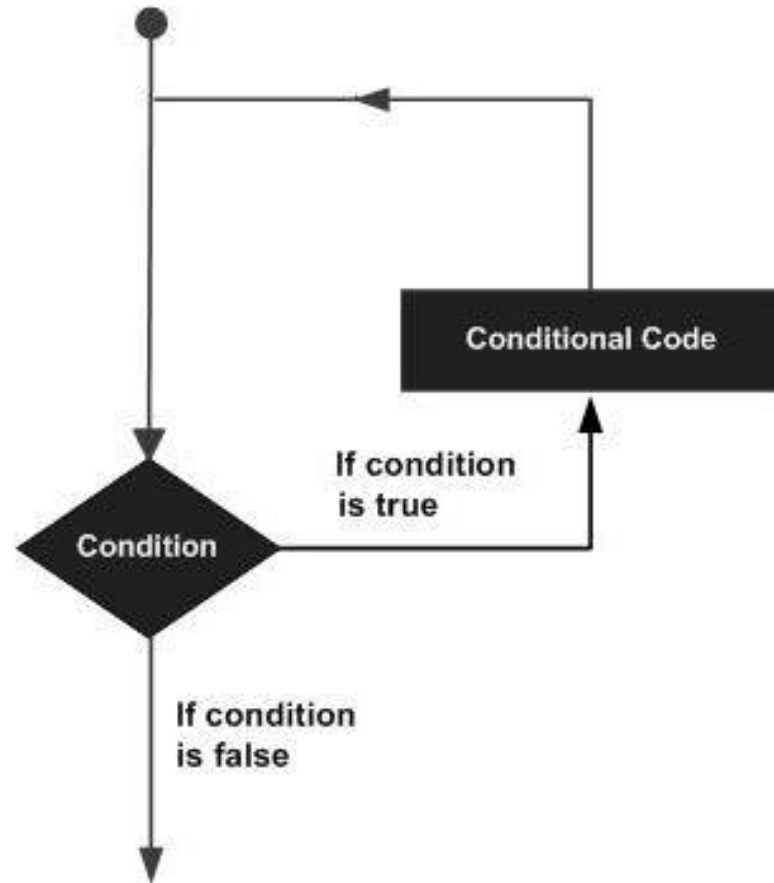 Conditional Code
If condition
is true
Condition
If condition
is false